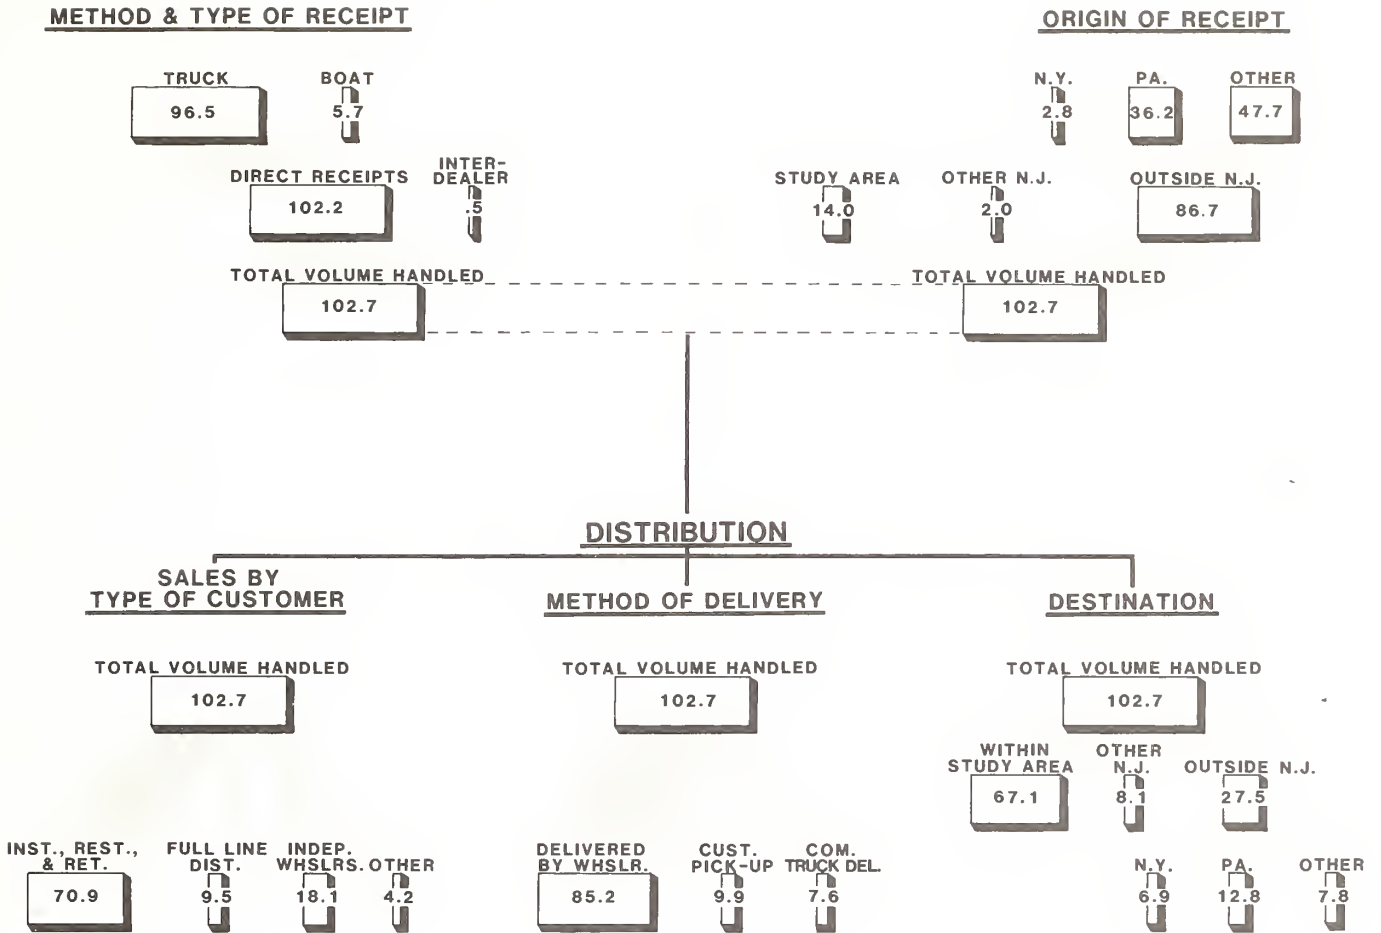 METHOD & TYPE OF RECEIPT
TRUCK BOAT
96.5 5.7
DIRECT RECEIPTS INTER-
DEALER
102.2 .5
TOTAL VOLUME HANDLED
102.7
ORIGIN OF RECEIPT
N.Y. PA. OTHER
2.8 36.2 47.7
STUDY AREA OTHER N.J. OUTSIDE N.J.
14.0 2.0 86.7
TOTAL VOLUME HANDLED
102.7
DISTRIBUTION
SALES BY
TYPE OF CUSTOMER
TOTAL VOLUME HANDLED
102.7
INST., REST.,
& RET.
70.9
FULL LINE
DIST.
9.5
INDEP.
WHSLRS.
18.1
OTHER
4.2
METHOD OF DELIVERY
TOTAL VOLUME HANDLED
102.7
DELIVERED
BY WHSLR.
85.2
CUST.
PICK-UP
9.9
COM.
TRUCK DEL.
7.6
DESTINATION
TOTAL VOLUME HANDLED
102.7
WITHIN
STUDY AREA
67.1
OTHER
N.J.
8.1
OUTSIDE N.J.
27.5
N.Y. PA. OTHER
6.9 12.8 7.8